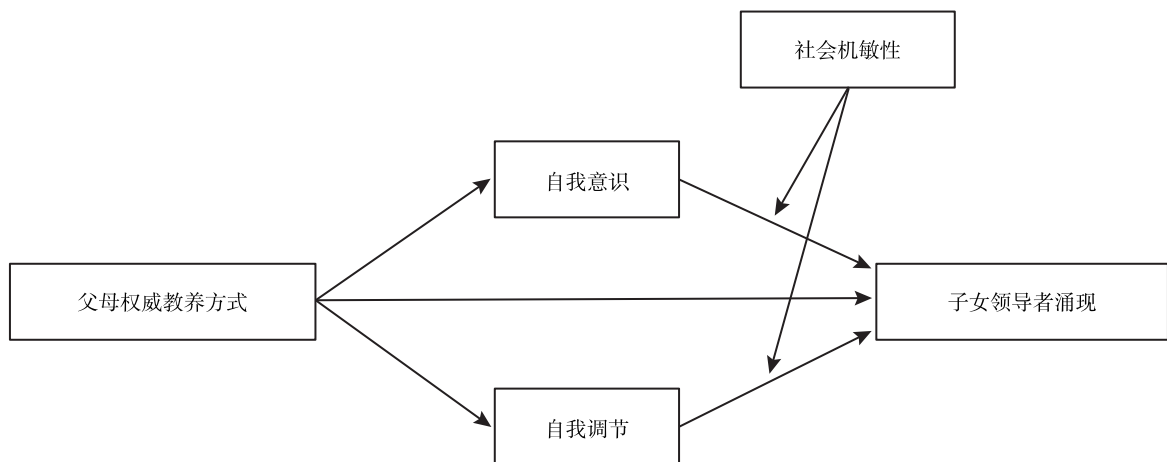 社会机敏性
自我意识
父母权威教养方式
子女领导者涌现
自我调节